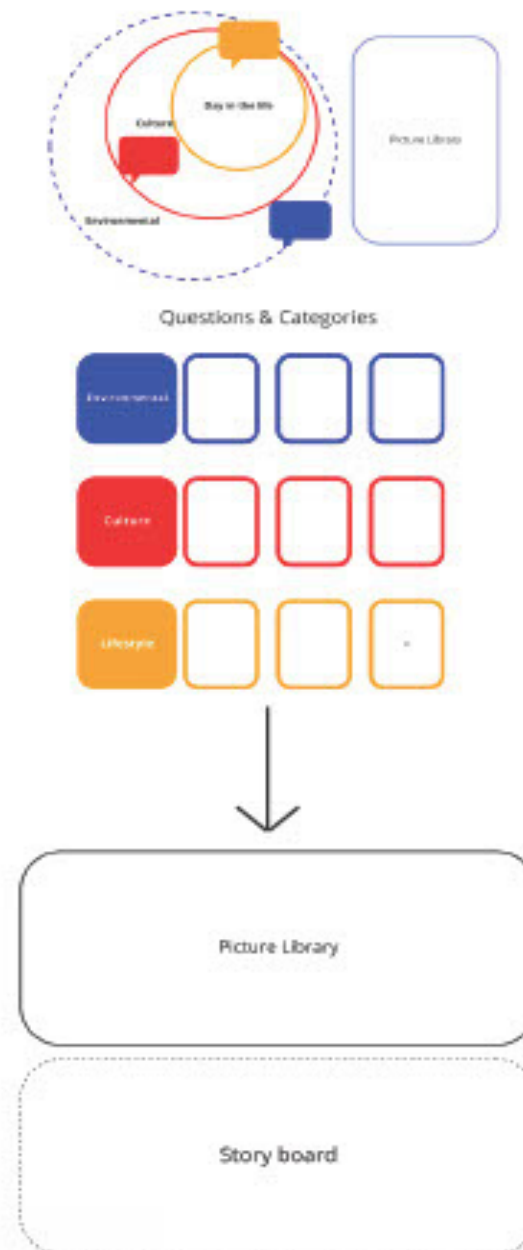 Day in the life
Culture
Environmental
Picture Library
Questions & Categories
Environmental
Culture
Lifestyle
Picture Library
Story board